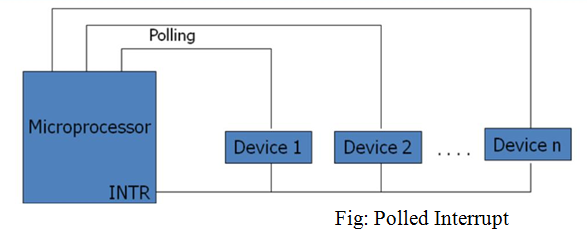 Polling
Microprocessor
Device 1
Device 2
. . . .
Device n
INTR
Fig: Polled Interrupt